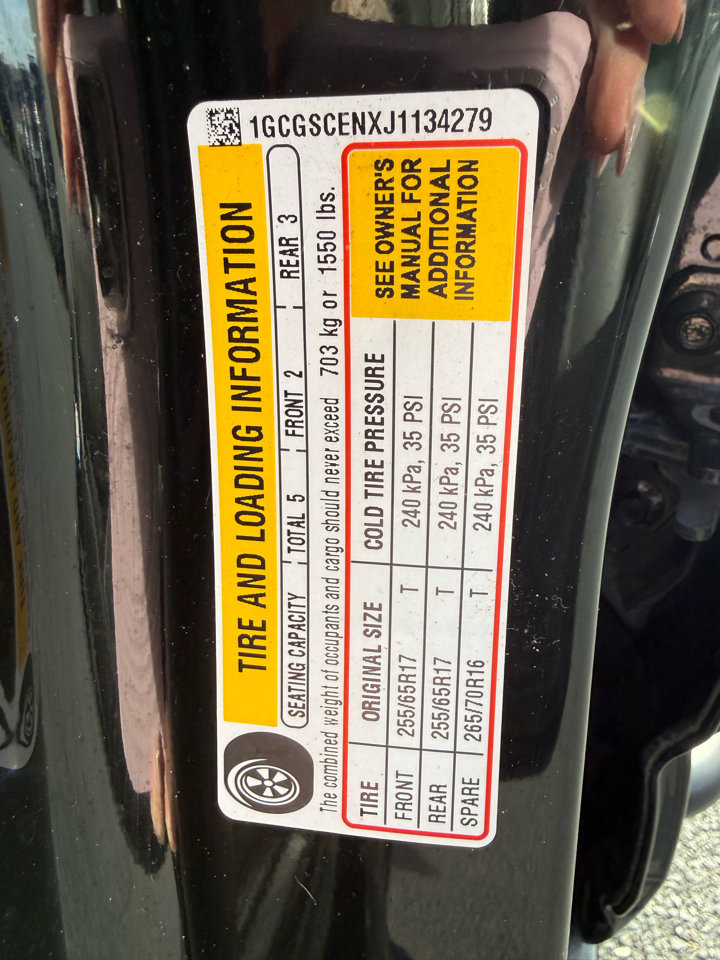 1GCGSCENXJ1134279
TIRE AND LOADING INFORMATION
SEATING CAPACITY TOTAL 5 FRONT 2 REAR 3
The combined weight of occupants and cargo should never exceed 703 kg or 1550 lbs.
TIRE ORIGINAL SIZE COLD TIRE PRESSURE
FRONT 255/65R17 T 240 kPa, 35 PSI
REAR 255/65R17 T 240 kPa, 35 PSI
SPARE 265/70R16 T 240 kPa, 35 PSI
SEE OWNER'S
MANUAL FOR
ADDITIONAL
INFORMATION